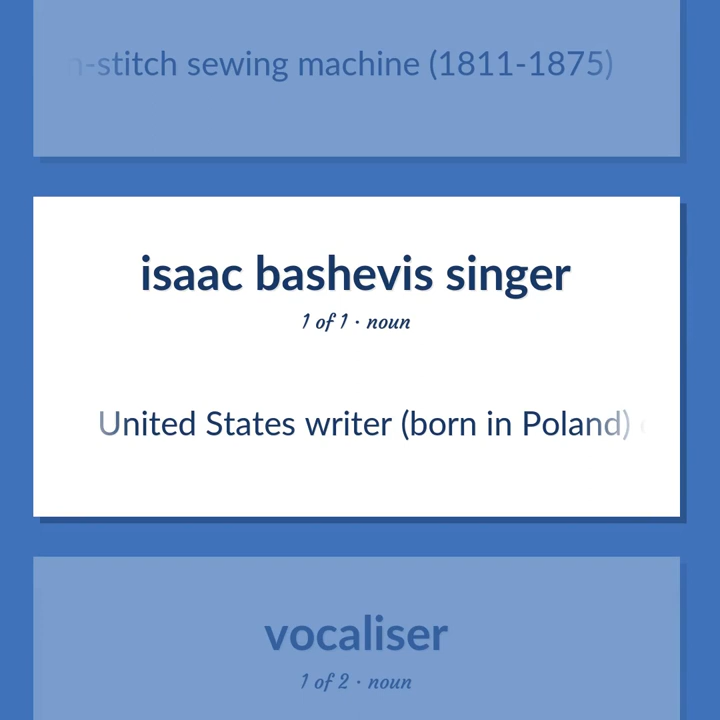 n-stitch sewing machine (1811-1875)
isaac bashevis singer
1 of 1 · noun
United States writer (born in Poland)
vocaliser
1 of 2 · noun